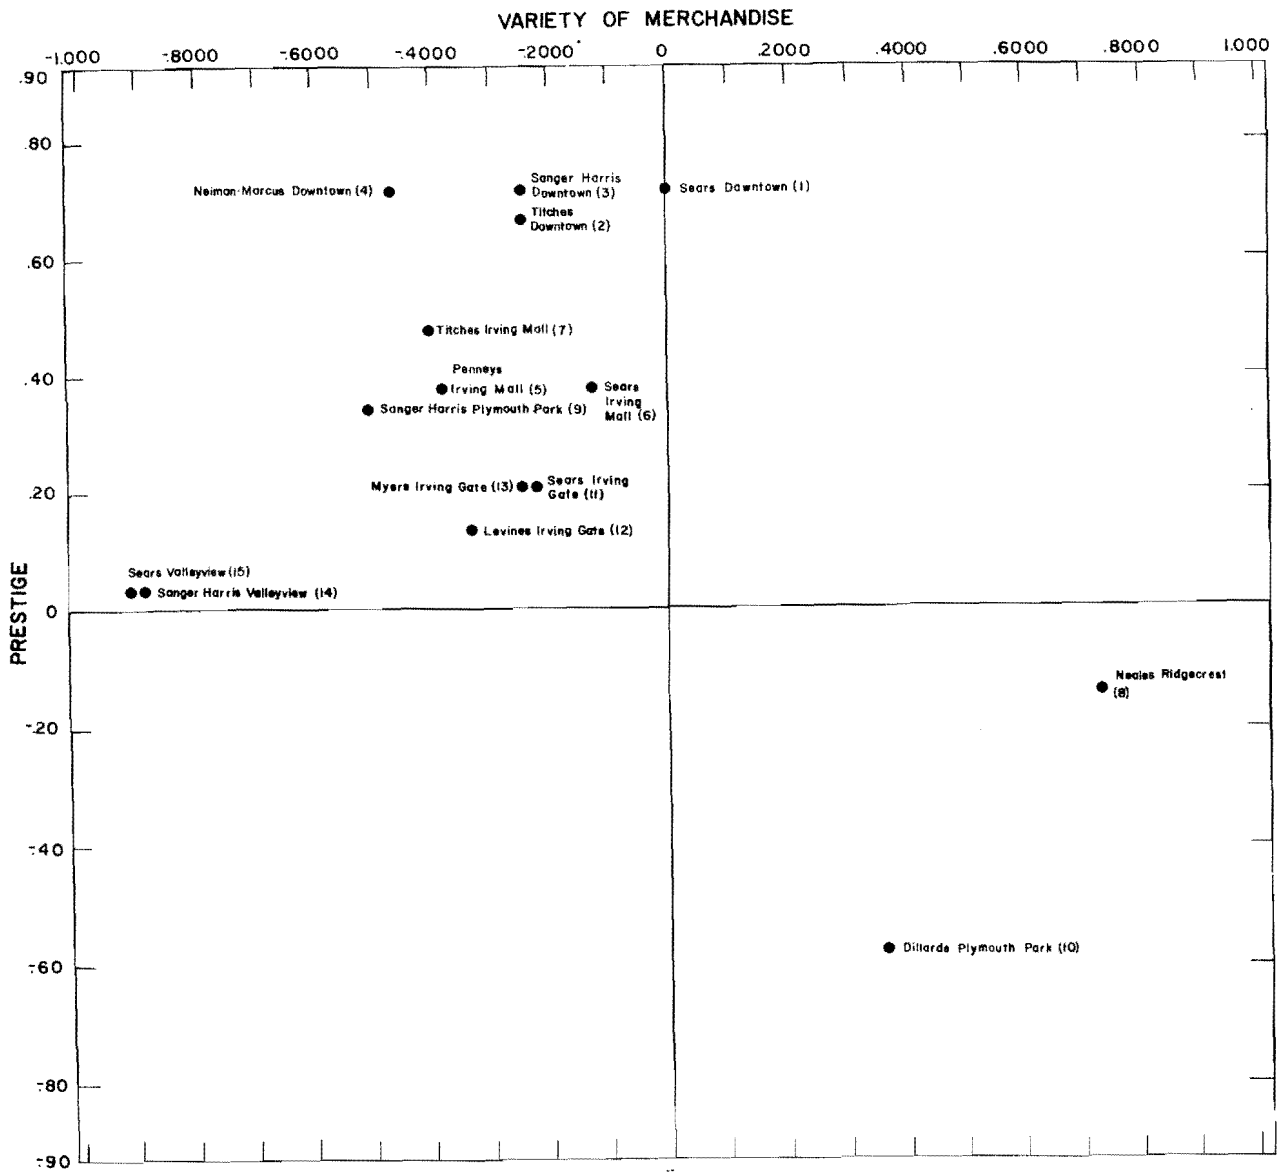 VARIETY OF MERCHANDISE
-1.000 -.8000 -.6000 -.4000 -.2000 0 .2000 .4000 .6000 .8000 1.000
.90
.80
Neiman-Marcus Downtown (4)
Sanger Harris
Downtown (3)
Sears Downtown (1)
Titches
Downtown (2)
.60
Titches Irving Mall (7)
Penneys
Irving Mall (5)
.40
Sears
Irving
Mall (6)
Sanger Harris Plymouth Park (9)
.20
Myers Irving Gate (13)
Sears Irving
Gate (11)
Levines Irving Gate (12)
Sears Valleyview (15)
Sanger Harris Valleyview (14)
PRESTIGE
0
Neales Ridgecrest
(8)
-.20
-.40
Dillards Plymouth Park (10)
-.60
-.80
-.90